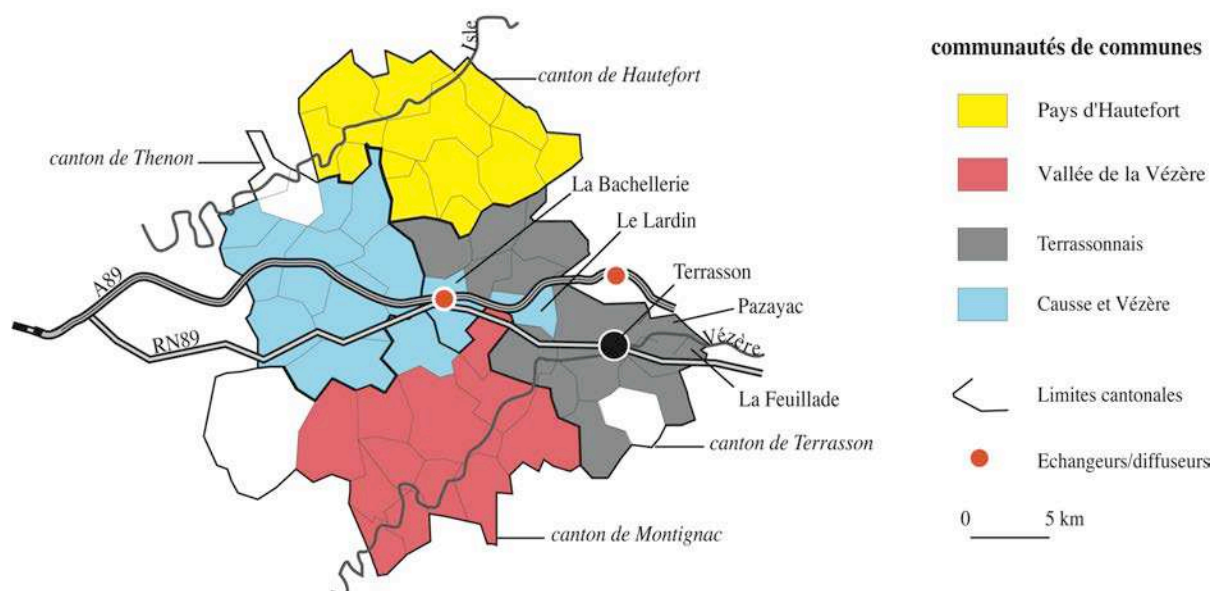 Isle
canton de Hautefort
canton de Thenon
La Bachellerie
Le Lardin
Terrasson
A89
Pazayac
RN89
Vézère
La Feuillade
canton de Terrasson
canton de Montignac
communautés de communes
Pays d'Hautefort
Vallée de la Vézère
Terrassonnais
Causse et Vézère
Limites cantonales
Echangeurs/diffuseurs
0 5 km